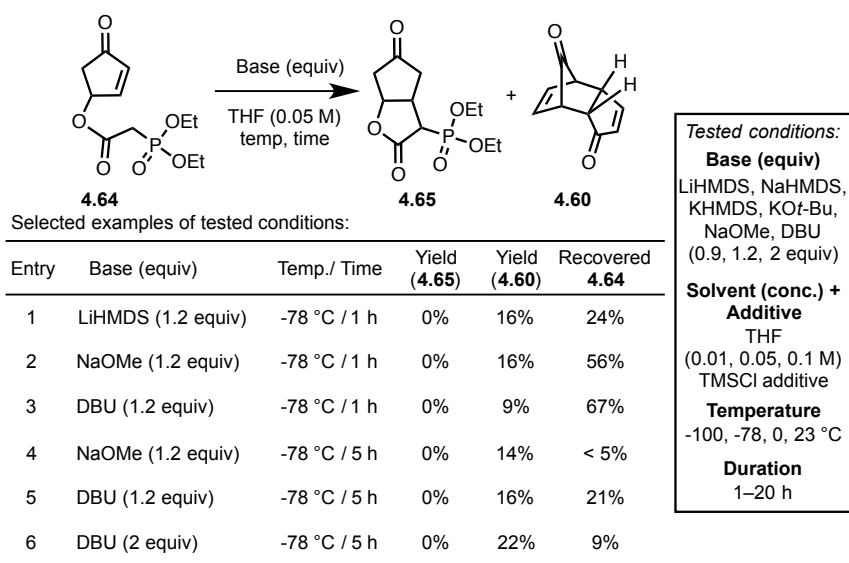 O
O
O
O
P
O
OEt
OEt
4.64
Base (equiv)
THF (0.05 M)
temp, time
O
O
O
P
O
OEt
OEt
4.65
+
O
H
H
O
4.60
Selected examples of tested conditions:
Entry Base (equiv) Temp./ Time Yield (4.65) Yield (4.60) Recovered 4.64
1 LiHMDS (1.2 equiv) -78 °C / 1 h 0% 16% 24%
2 NaOMe (1.2 equiv) -78 °C / 1 h 0% 16% 56%
3 DBU (1.2 equiv) -78 °C / 1 h 0% 9% 67%
4 NaOMe (1.2 equiv) -78 °C / 5 h 0% 14% < 5%
5 DBU (1.2 equiv) -78 °C / 5 h 0% 16% 21%
6 DBU (2 equiv) -78 °C / 5 h 0% 22% 9%
Tested conditions:
Base (equiv)
LiHMDS, NaHMDS,
KHMDS, KOt-Bu,
NaOMe, DBU
(0.9, 1.2, 2 equiv)
Solvent (conc.) +
Additive
THF
(0.01, 0.05, 0.1 M)
TMSCl additive
Temperature
-100, -78, 0, 23 °C
Duration
1–20 h